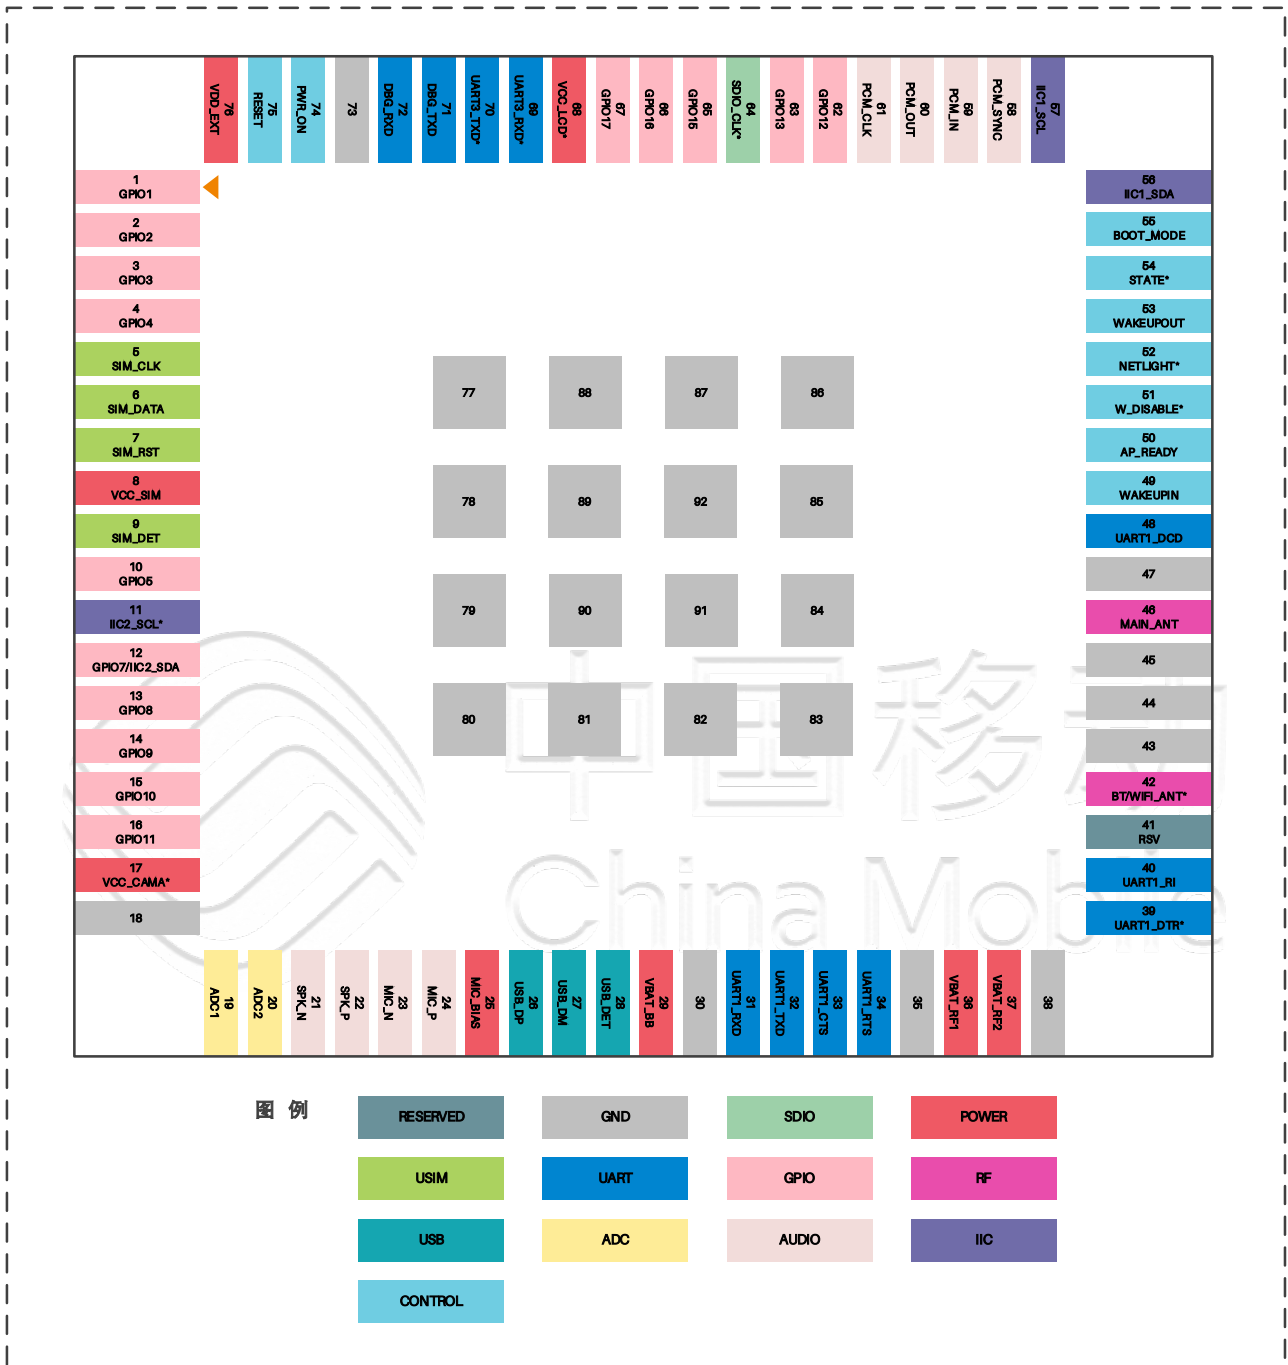 76
VDD_EXT
75
RESET
74
PWR_ON
73
72
DBG_RXD
71
DBG_TXD
70
UART3_TXD*
69
UART3_RXD*
68
VCC_LCD*
67
GPIO17
66
GPIO16
65
GPIO15
64
SDIO_CLK*
63
GPIO13
62
GPIO12
61
PCM_CLK
60
PCM_OUT
59
PCM_IN
58
PCM_SYNC
57
IIC1_SCL
1
GPIO1
2
GPIO2
3
GPIO3
4
GPIO4
5
SIM_CLK
6
SIM_DATA
7
SIM_RST
8
VCC_SIM
9
SIM_DET
10
GPIO5
11
IIC2_SCL*
12
GPIO7/IIC2_SDA
13
GPIO8
14
GPIO9
15
GPIO10
16
GPIO11
17
VCC_CAMA*
18
77 88 87 86
78 89 92 85
79 90 91 84
80 81 82 83
56
IIC1_SDA
55
BOOT_MODE
54
STATE*
53
WAKEUPOUT
52
NETLIGHT*
51
W_DISABLE*
50
AP_READY
49
WAKEUPIN
48
UART1_DCD
47
46
MAIN_ANT
45
44
43
42
BT/WIFI_ANT*
41
RSV
40
UART1_RI
39
UART1_DTR*
中国移动
China Mobile
19
ADC1
20
ADC2
21
SPK_N
22
SPK_P
23
MIC_N
24
MIC_P
25
MIC_BIAS
26
USB_DP
27
USB_DM
28
USB_DET
29
VBAT_BB
30
31
UART1_RXD
32
UART1_TXD
33
UART1_CTS
34
UART1_RTS
35
36
VBAT_RF1
37
VBAT_RF2
38
图 例
RESERVED GND SDIO POWER
USIM UART GPIO RF
USB ADC AUDIO IIC
CONTROL